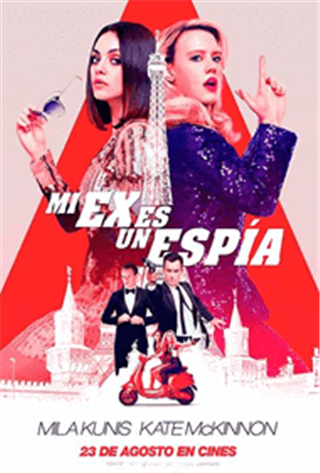 MI EX ES
UN ESPÍA
MILA KUNIS KATE McKINNON
23 DE AGOSTO EN CINES